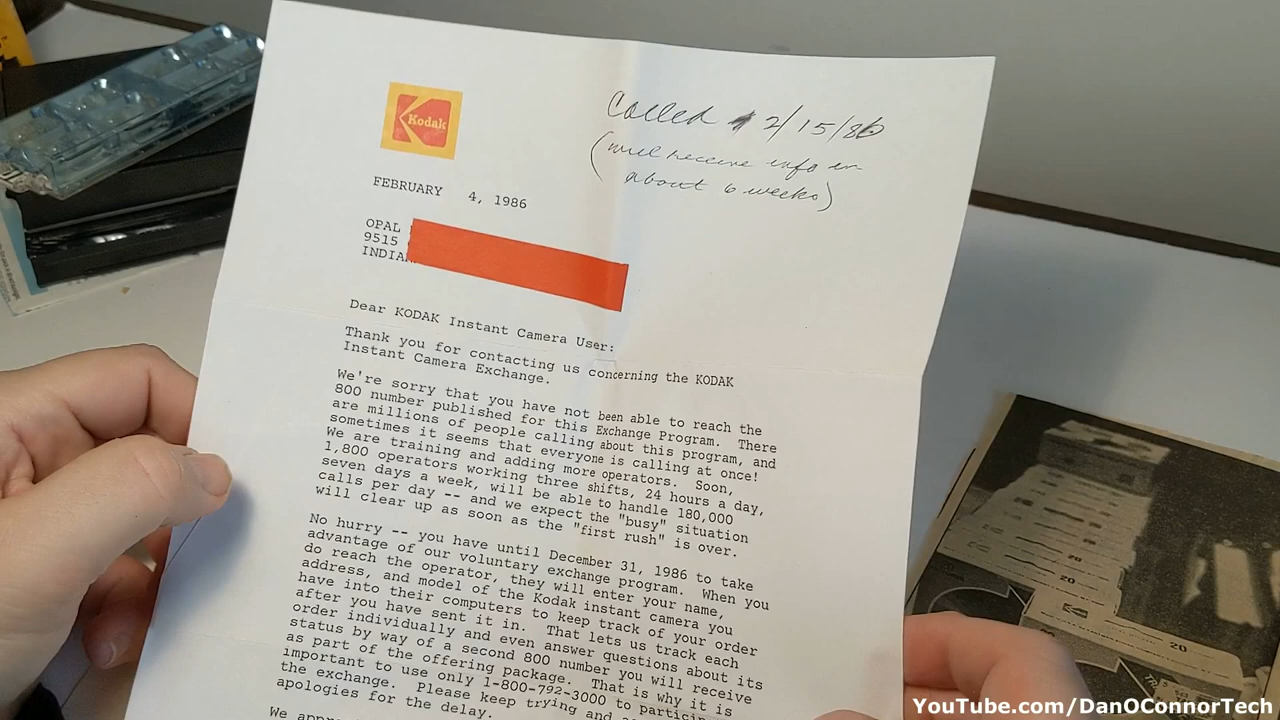 Kodak
Called 2/15/86
(will receive info in
about 6 weeks)
FEBRUARY 4, 1986
OPAL
9515
INDIAN
Dear KODAK Instant Camera User:
Thank you for contacting us concerning the KODAK
Instant Camera Exchange.
We're sorry that you have not been able to reach the
800 number published for this Exchange Program. There
are millions of people calling about this program, and
sometimes it seems that everyone is calling at once!
We are training and adding more operators. Soon,
1,800 operators working three shifts, 24 hours a day,
seven days a week, will be able to handle 180,000
calls per day -- and we expect the "busy" situation
will clear up as soon as the "first rush" is over.
No hurry -- you have until December 31, 1986 to take
advantage of our voluntary exchange program. When you
do reach the operator, they will enter your name,
address, and model of the Kodak instant camera you
have into their computers to keep track of your order
after you have sent it in. That lets us track each
order individually and even answer questions about its
status by way of a second 800 number you will receive
as part of the offering package. That is why it is
important to use only 1-800-792-3000 to
the exchange. Please keep trying and
apologies for the delay.
We
20
20
20
20
YouTube.com/DanOConnorTech